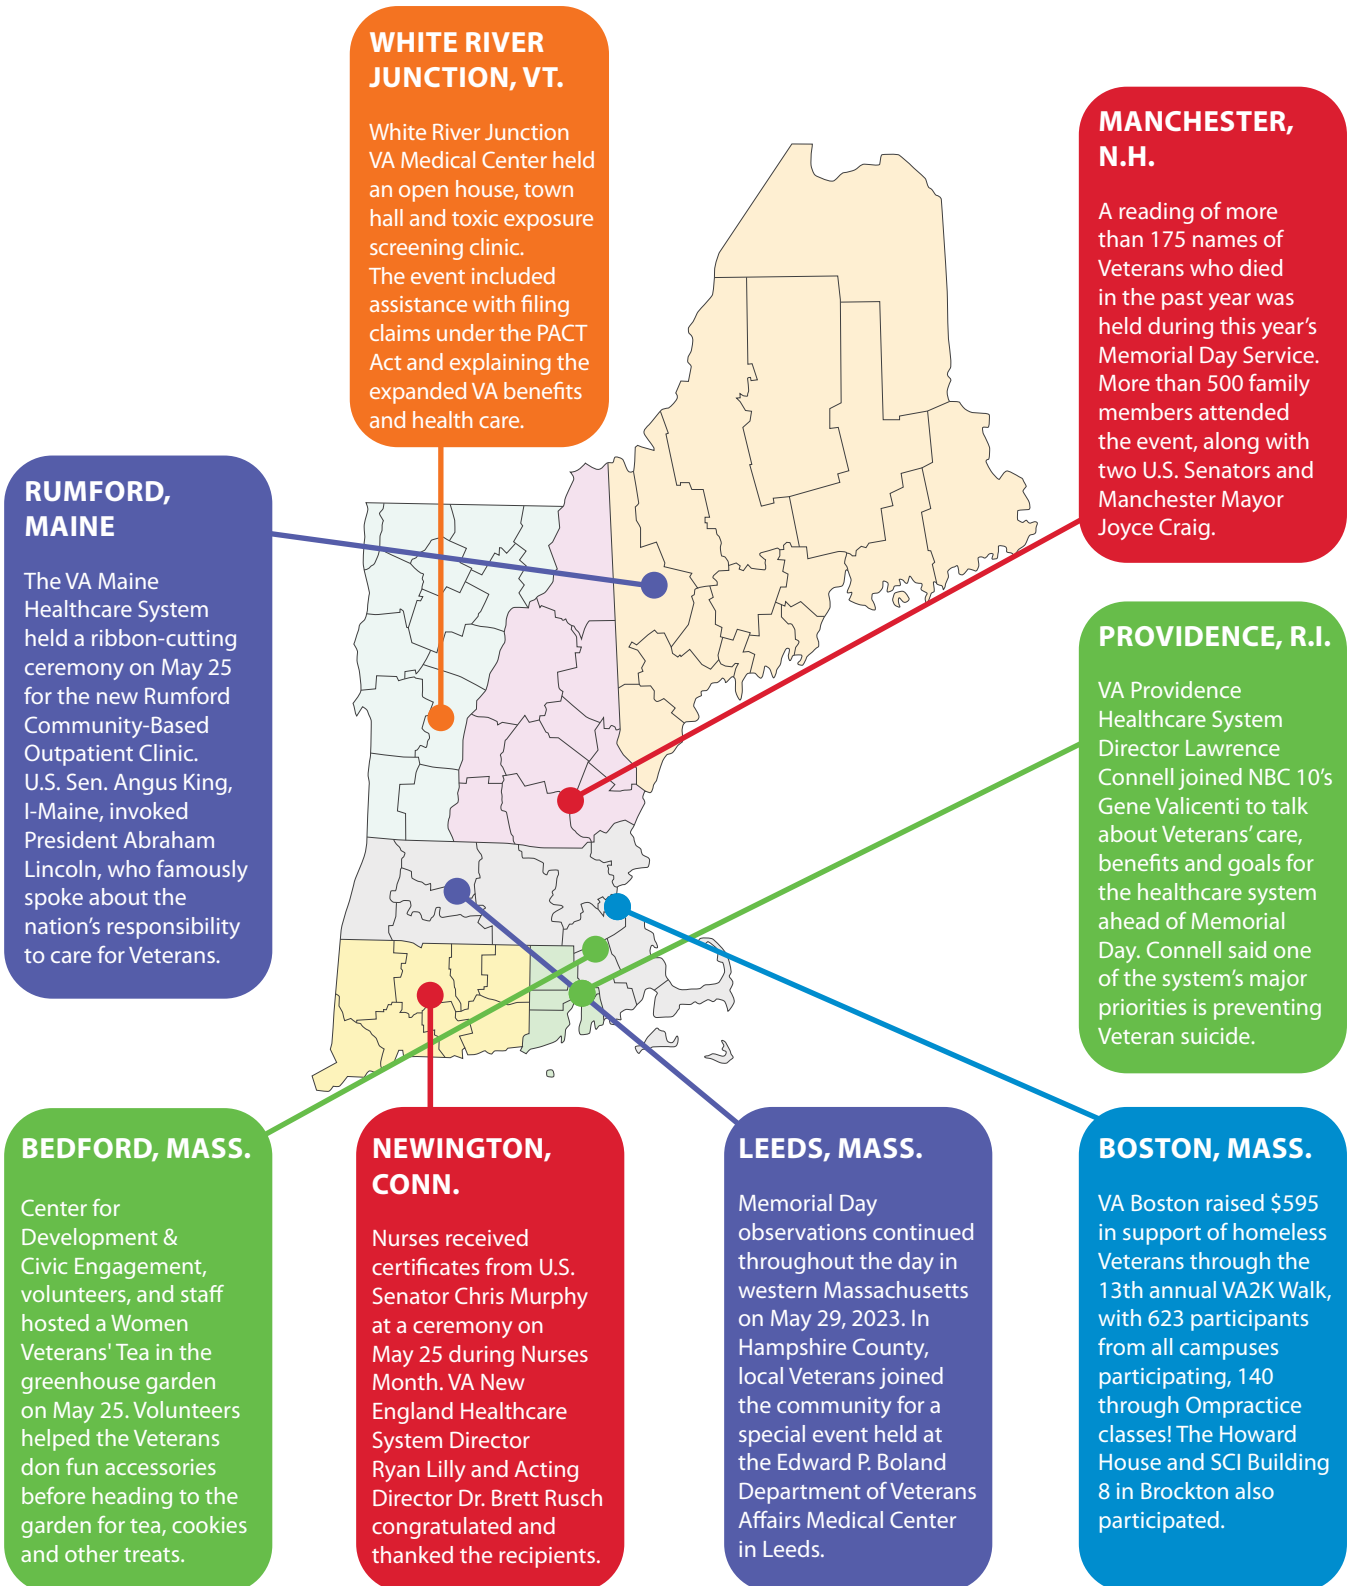 WHITE RIVER
JUNCTION, VT.
White River Junction
VA Medical Center held
an open house, town
hall and toxic exposure
screening clinic.
The event included
assistance with filing
claims under the PACT
Act and explaining the
expanded VA benefits
and health care.
MANCHESTER,
N.H.
A reading of more
than 175 names of
Veterans who died
in the past year was
held during this year’s
Memorial Day Service.
More than 500 family
members attended
the event, along with
two U.S. Senators and
Manchester Mayor
Joyce Craig.
RUMFORD,
MAINE
The VA Maine
Healthcare System
held a ribbon-cutting
ceremony on May 25
for the new Rumford
Community-Based
Outpatient Clinic.
U.S. Sen. Angus King,
I-Maine, invoked
President Abraham
Lincoln, who famously
spoke about the
nation’s responsibility
to care for Veterans.
PROVIDENCE, R.I.
VA Providence
Healthcare System
Director Lawrence
Connell joined NBC 10’s
Gene Valicenti to talk
about Veterans’ care,
benefits and goals for
the healthcare system
ahead of Memorial
Day. Connell said one
of the system’s major
priorities is preventing
Veteran suicide.
BEDFORD, MASS.
Center for
Development &
Civic Engagement,
volunteers, and staff
hosted a Women
Veterans' Tea in the
greenhouse garden
on May 25. Volunteers
helped the Veterans
don fun accessories
before heading to the
garden for tea, cookies
and other treats.
NEWINGTON,
CONN.
Nurses received
certificates from U.S.
Senator Chris Murphy
at a ceremony on
May 25 during Nurses
Month. VA New
England Healthcare
System Director
Ryan Lilly and Acting
Director Dr. Brett Rusch
congratulated and
thanked the recipients.
LEEDS, MASS.
Memorial Day
observations continued
throughout the day in
western Massachusetts
on May 29, 2023. In
Hampshire County,
local Veterans joined
the community for a
special event held at
the Edward P. Boland
Department of Veterans
Affairs Medical Center
in Leeds.
BOSTON, MASS.
VA Boston raised $595
in support of homeless
Veterans through the
13th annual VA2K Walk,
with 623 participants
from all campuses
participating, 140
through Ompractice
classes! The Howard
House and SCI Building
8 in Brockton also
participated.